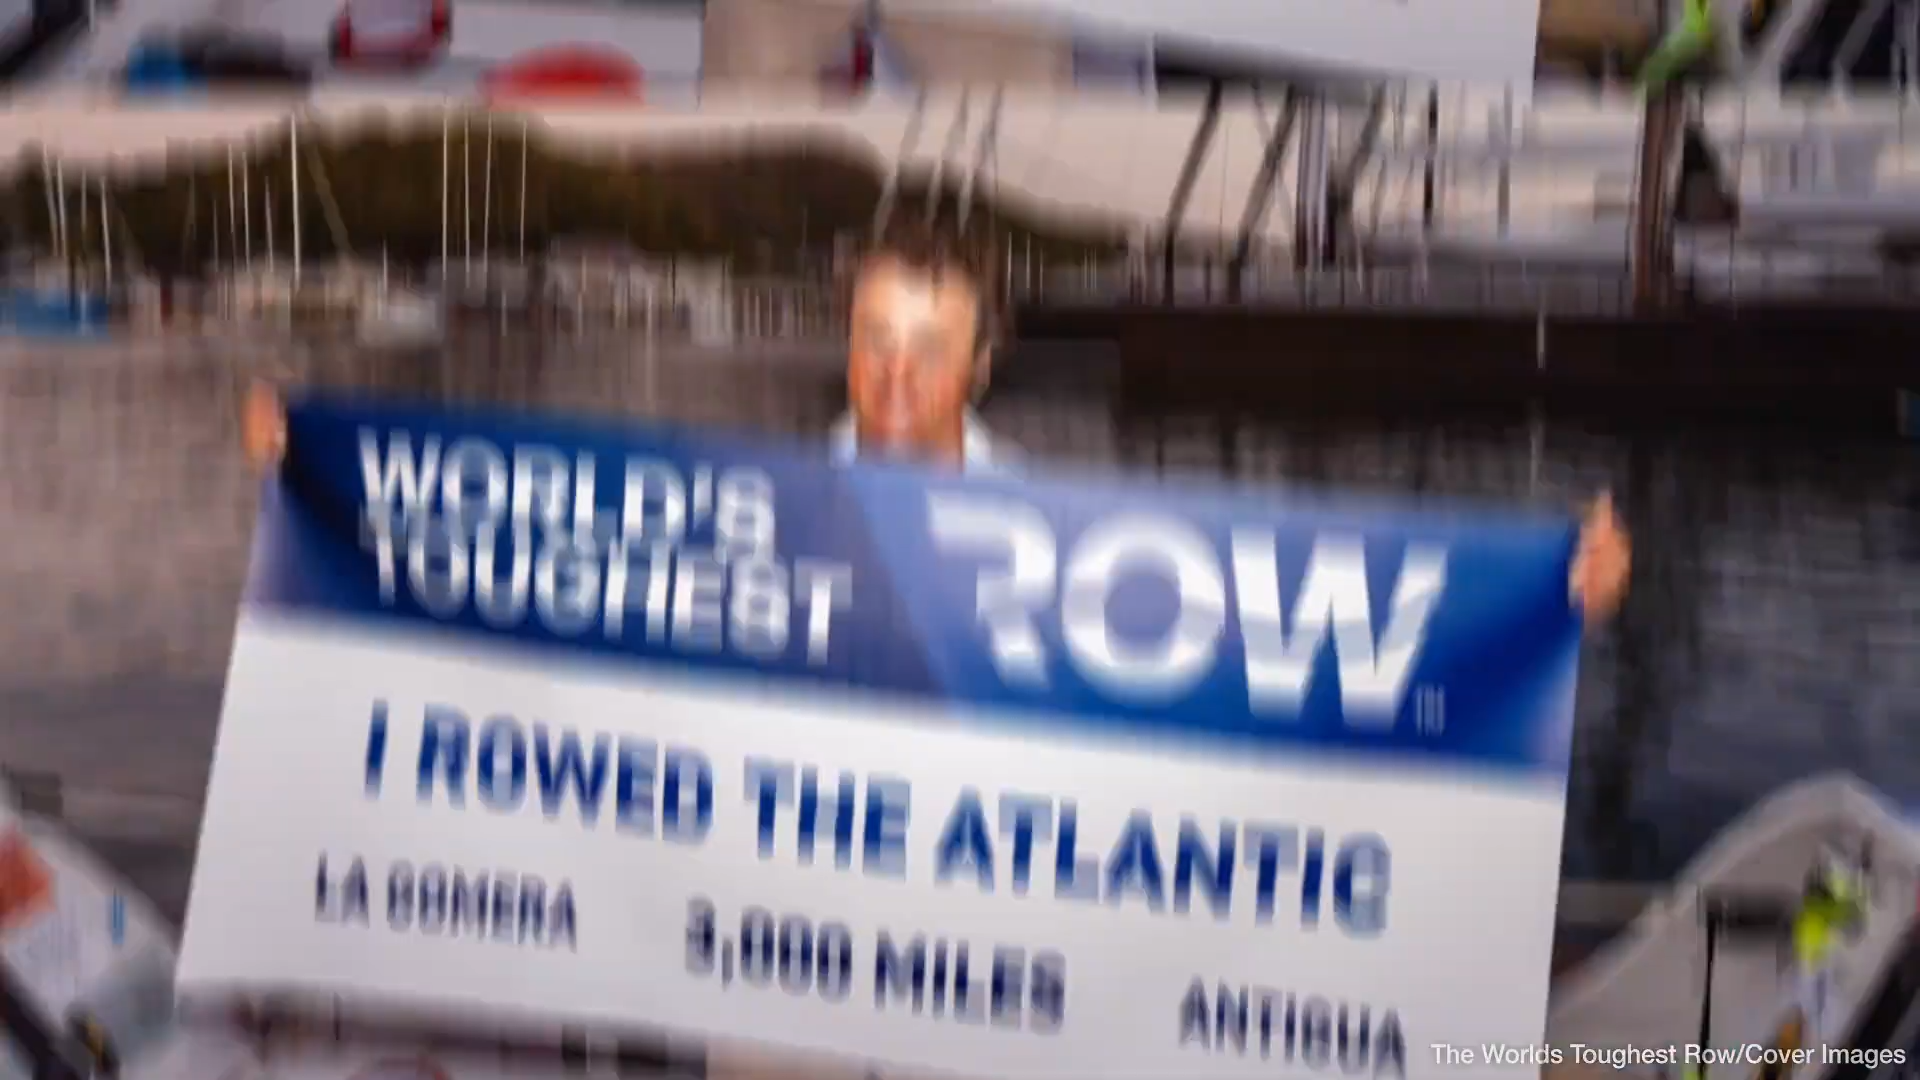 WORLD'S
TOUGHEST
ROW
I ROWED THE ATLANTIC
LA GOMERA 3,000 MILES ANTIGUA
The Worlds Toughest Row/Cover Images